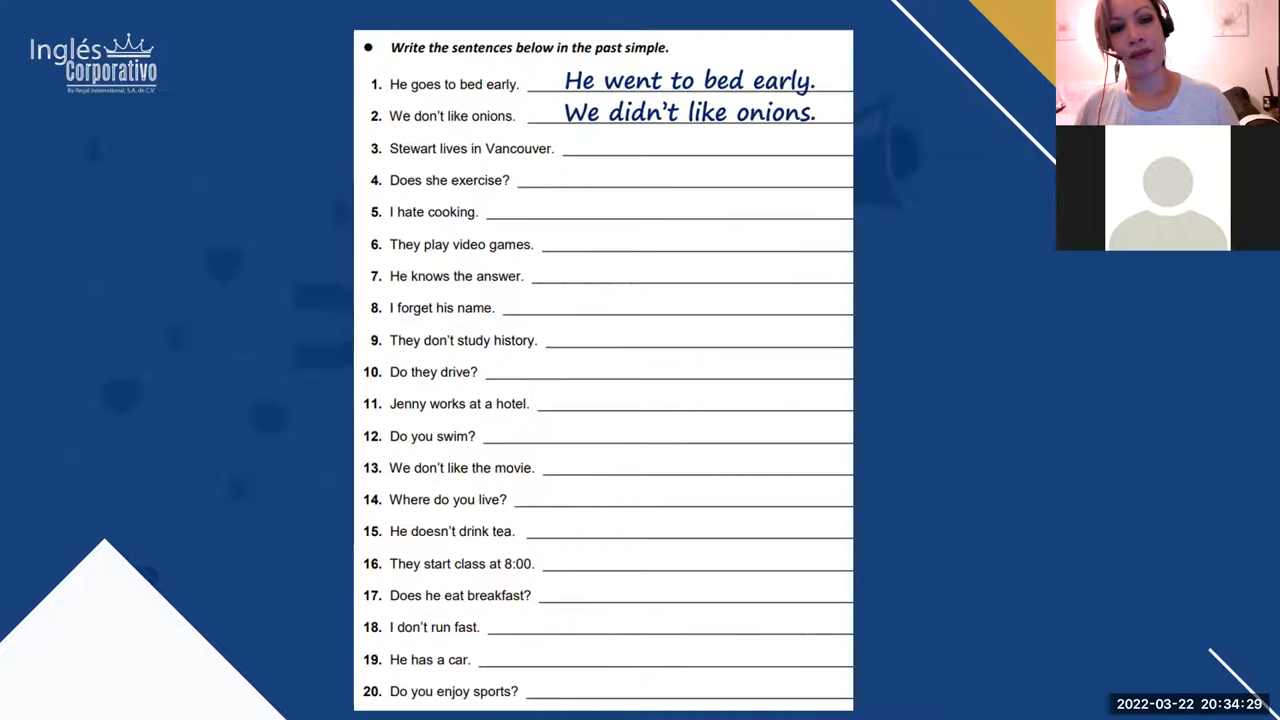 Inglés
Corporativo
By Regal International, S.A. de C.V.
● Write the sentences below in the past simple.
1. He goes to bed early. He went to bed early.
2. We don't like onions. We didn't like onions.
3. Stewart lives in Vancouver.
4. Does she exercise?
5. I hate cooking.
6. They play video games.
7. He knows the answer.
8. I forget his name.
9. They don't study history.
10. Do they drive?
11. Jenny works at a hotel.
12. Do you swim?
13. We don't like the movie.
14. Where do you live?
15. He doesn't drink tea.
16. They start class at 8:00.
17. Does he eat breakfast?
18. I don't run fast.
19. He has a car.
20. Do you enjoy sports?
2022-03-22 20:34:29